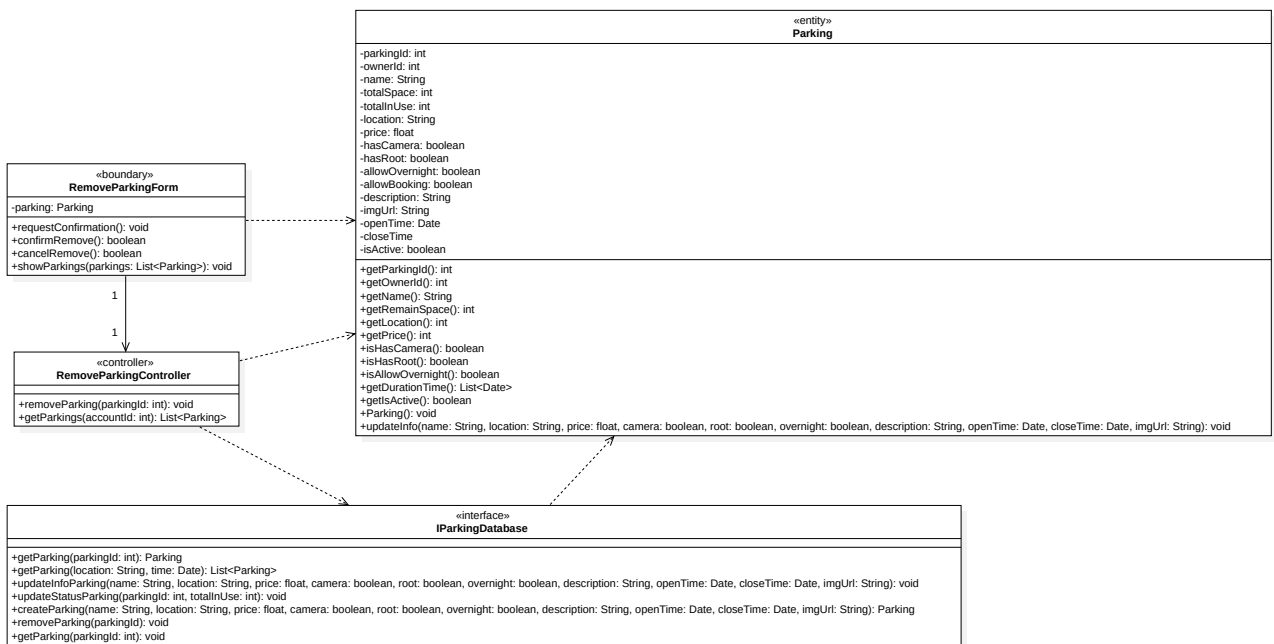 «entity»
Parking
-parkingId: int
-ownerId: int
-name: String
-totalSpace: int
-totalInUse: int
-location: String
-price: float
-hasCamera: boolean
-hasRoot: boolean
-allowOvernight: boolean
-allowBooking: boolean
-description: String
-imgUrl: String
-openTime: Date
-closeTime
-isActive: boolean
+getParkingId(): int
+getOwnerId(): int
+getName(): String
+getRemainSpace(): int
+getLocation(): int
+getPrice(): int
+isHasCamera(): boolean
+isHasRoot(): boolean
+isAllowOvernight(): boolean
+getDurationTime(): List<Date>
+getIsActive(): boolean
+Parking(): void
+updateInfo(name: String, location: String, price: float, camera: boolean, root: boolean, overnight: boolean, description: String, openTime: Date, closeTime: Date, imgUrl: String): void
«boundary»
RemoveParkingForm
-parking: Parking
+requestConfirmation(): void
+confirmRemove(): boolean
+cancelRemove(): boolean
+showParkings(parkings: List<Parking>): void
1
1
«controller»
RemoveParkingController
+removeParking(parkingId: int): void
+getParkings(accountId: int): List<Parking>
«interface»
IParkingDatabase
+getParking(parkingId: int): Parking
+getParking(location: String, time: Date): List<Parking>
+updateInfoParking(name: String, location: String, price: float, camera: boolean, root: boolean, overnight: boolean, description: String, openTime: Date, closeTime: Date, imgUrl: String): void
+updateStatusParking(parkingId: int, totalInUse: int): void
+createParking(name: String, location: String, price: float, camera: boolean, root: boolean, overnight: boolean, description: String, openTime: Date, closeTime: Date, imgUrl: String): Parking
+removeParking(parkingId): void
+getParking(parkingId: int): void